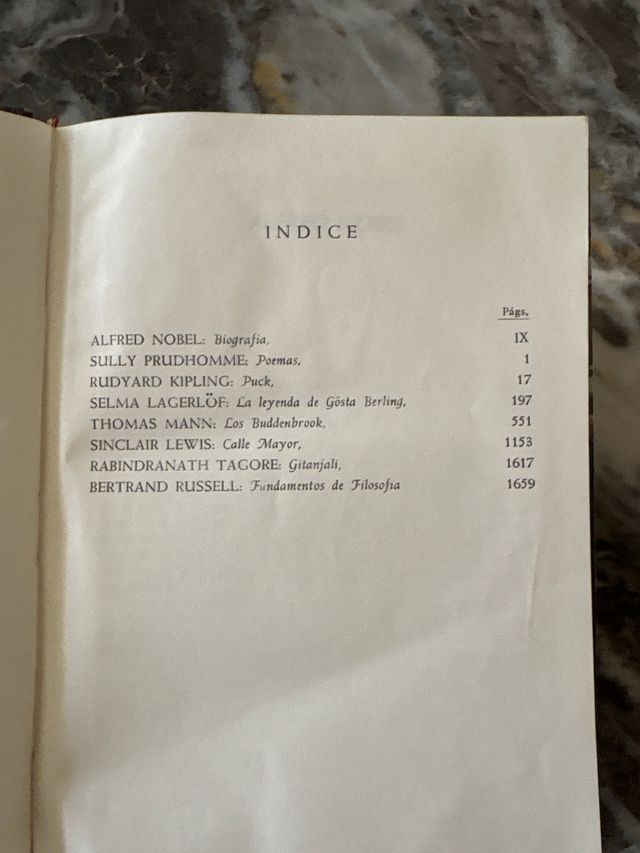 INDICE
Págs.
ALFRED NOBEL: Biografia, IX
SULLY PRUDHOMME: Poemas, 1
RUDYARD KIPLING: Puck, 17
SELMA LAGERLÖF: La leyenda de Gösta Berling, 197
THOMAS MANN: Los Buddenbrook, 551
SINCLAIR LEWIS: Calle Mayor, 1153
RABINDRANATH TAGORE: Gitanjali, 1617
BERTRAND RUSSELL: Fundamentos de Filosofia 1659